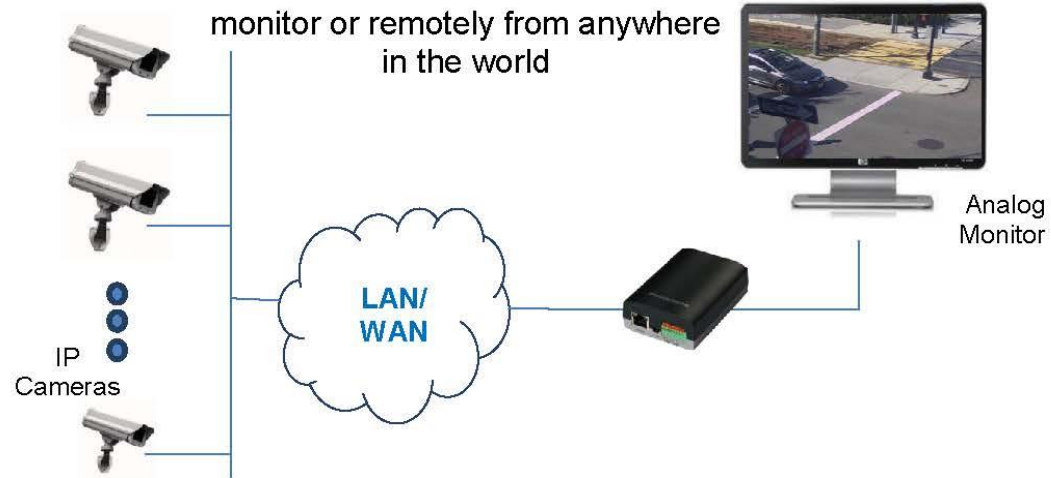 monitor or remotely from anywhere
in the world
LAN/
WAN
Analog
Monitor
IP
Cameras